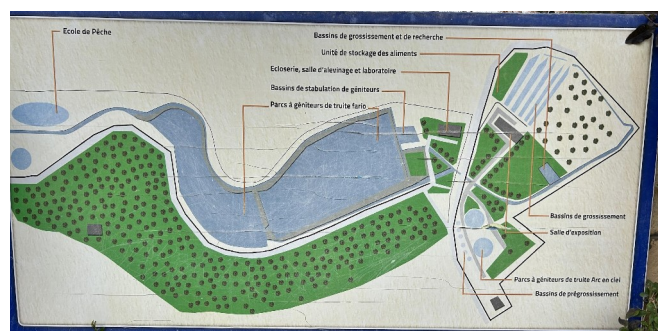 Ecole de Pêche
Bassins de grossissement et de recherche
Unité de stockage des aliments
Ecloserie, salle d'alevinage et laboratoire
Bassins de stabulation de géniteurs
Parcs à géniteurs de truite fario
Bassins de grossissement
Salle d'exposition
Parcs à géniteurs de truite Arc en ciel
Bassins de prégrossissement